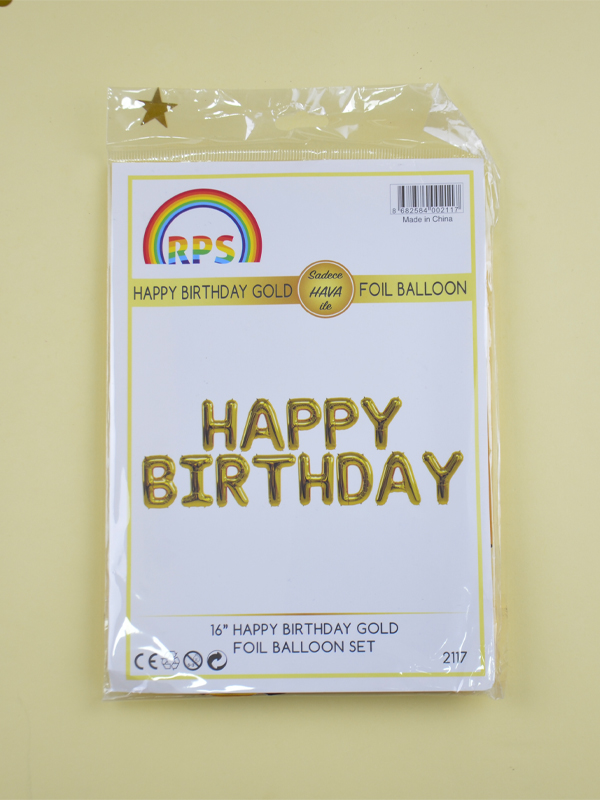 RPS
8 682584 002117
Made in China
HAPPY BIRTHDAY GOLD
Sadece
HAVA
ile
FOIL BALLOON
HAPPY
BIRTHDAY
16” HAPPY BIRTHDAY GOLD
FOIL BALLOON SET
CE
2117